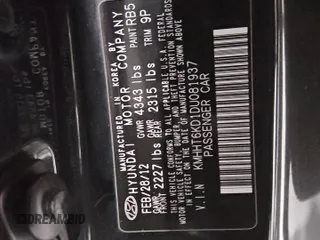 MANUFACTURED IN KOREA BY
HYUNDAI MOTOR COMPANY
FEB/28/12 GVWR 4343 lbs PAINT RB5
GAWR FRONT 2227 lbs GAWR REAR 2315 lbs TRIM 9P
THIS VEHICLE CONFORMS TO ALL APPLICABLE U.S.A. FEDERAL
MOTOR VEHICLE SAFETY, BUMPER, AND THEFT PREVENTION STANDARDS
IN EFFECT ON THE DATE OF MANUFACTURE SHOWN ABOVE.
V.I.N
PASSENGER CAR
DREAMBID